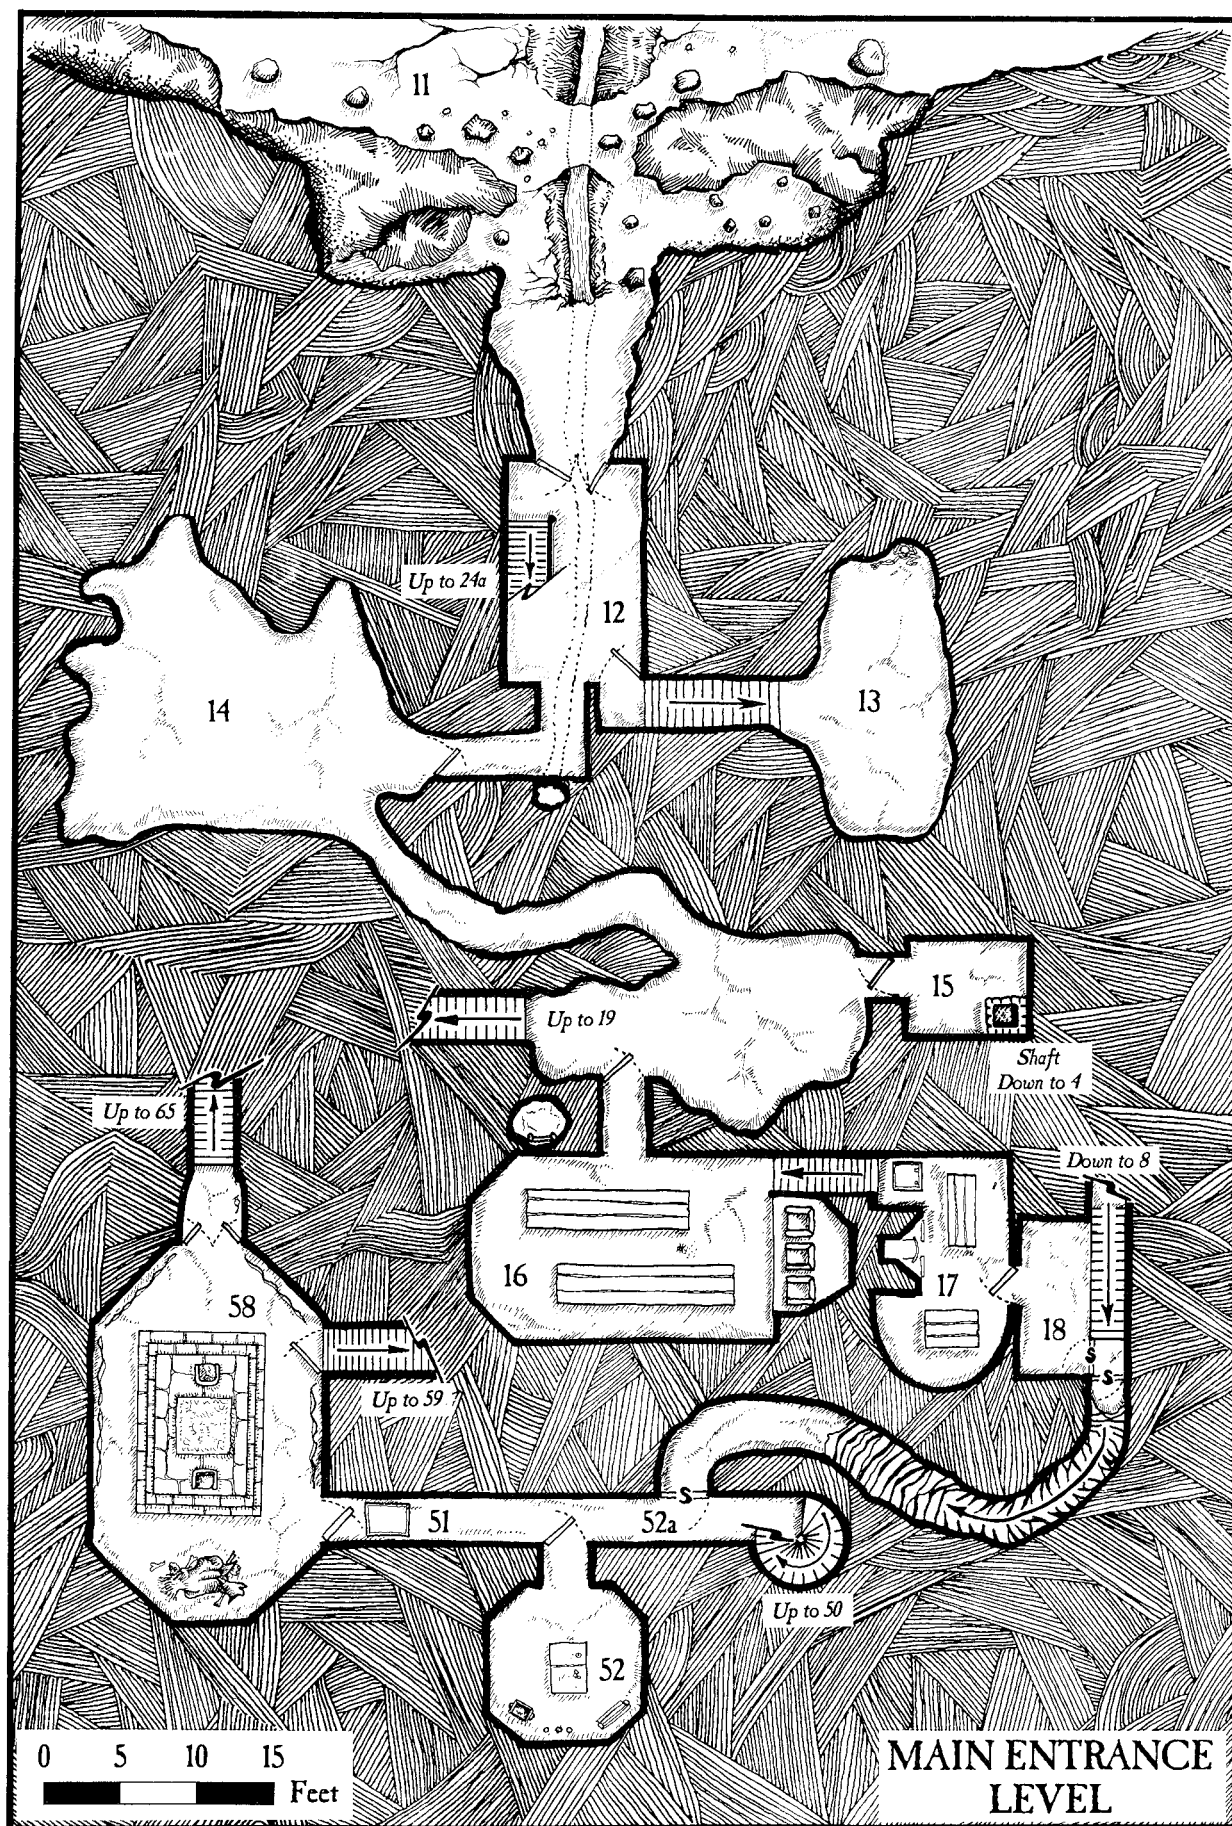 11
Up to 24a
12
14
13
15
Up to 19
Shaft
Down to 4
Up to 65
Down to 8
16
17
58
18
S
S
Up to 59
S
51
52a
Up to 50
52
0 5 10 15
Feet
MAIN ENTRANCE
LEVEL